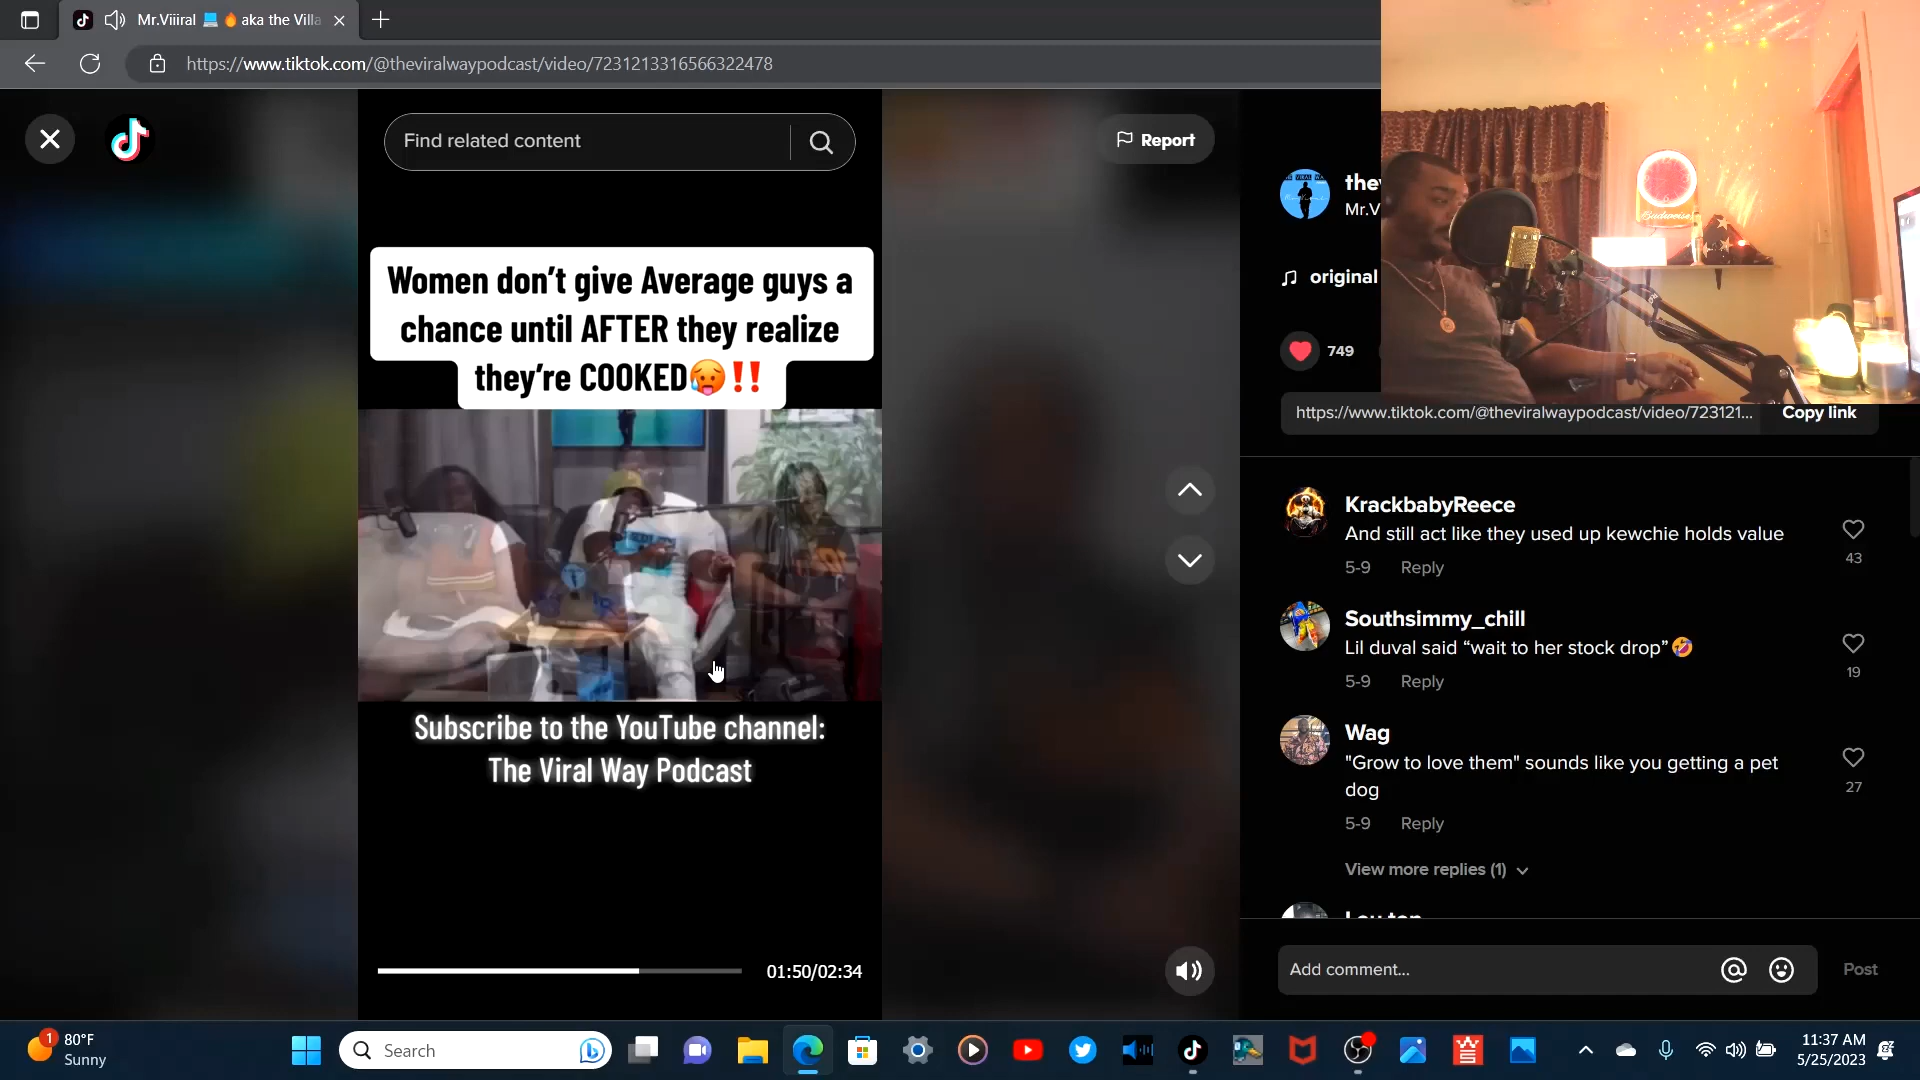 Mr.Viiiral 💻 🔥 aka the Villa
https://www.tiktok.com/@theviralwaypodcast/video/7231213316566322478
Find related content
Report
Women don’t give Average guys a
chance until AFTER they realize
they’re COOKED🥵‼️
Subscribe to the YouTube channel:
The Viral Way Podcast
01:50/02:34
Mr.V
original
749
Budweiser
https://www.tiktok.com/@theviralwaypodcast/video/723121...
Copy link
KrackbabyReece
And still act like they used up kewchie holds value
43
5-9 Reply
Southsimmy_chill
Lil duval said “wait to her stock drop”🤣
19
5-9 Reply
Wag
"Grow to love them" sounds like you getting a pet
dog
27
5-9 Reply
View more replies (1)
Add comment...
Post
1
80°F
Sunny
Search
11:37 AM
5/25/2023